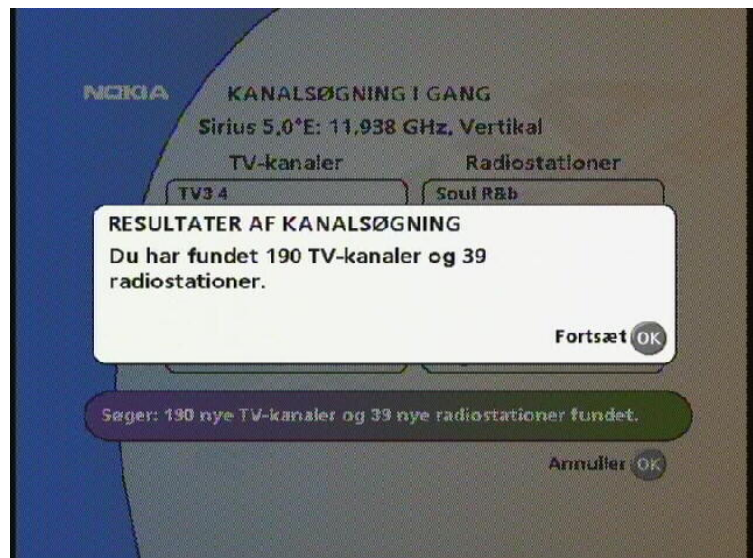 NOKIA
KANALSØGNING I GANG
Sirius 5,0°E: 11,938 GHz, Vertikal
TV-kanaler Radiostationer
TV3 4 Soul R&b
RESULTATER AF KANALSØGNING
Du har fundet 190 TV-kanaler og 39
radiostationer.
Fortsæt OK
Søger: 190 nye TV-kanaler og 39 nye radiostationer fundet.
Annuller OK